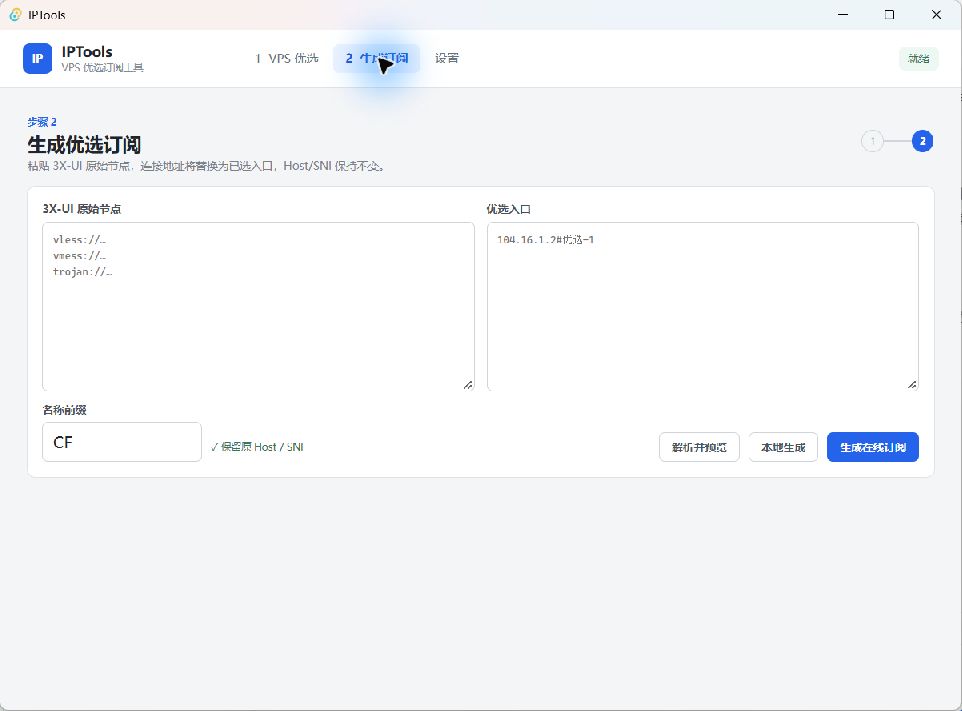 IPTools
IP
IPTools
VPS 优选订阅工具
1 VPS 优选
2 生成订阅
设置
就绪
步骤 2
生成优选订阅
粘贴 3X-UI 原始节点，连接地址将替换为已选入口，Host/SNI 保持不变。
1
2
3X-UI 原始节点
优选入口
vless://…
vmess://…
trojan://…
104.16.1.2#优选-1
名称前缀
CF
✓ 保留原 Host / SNI
解析并预览
本地生成
生成在线订阅